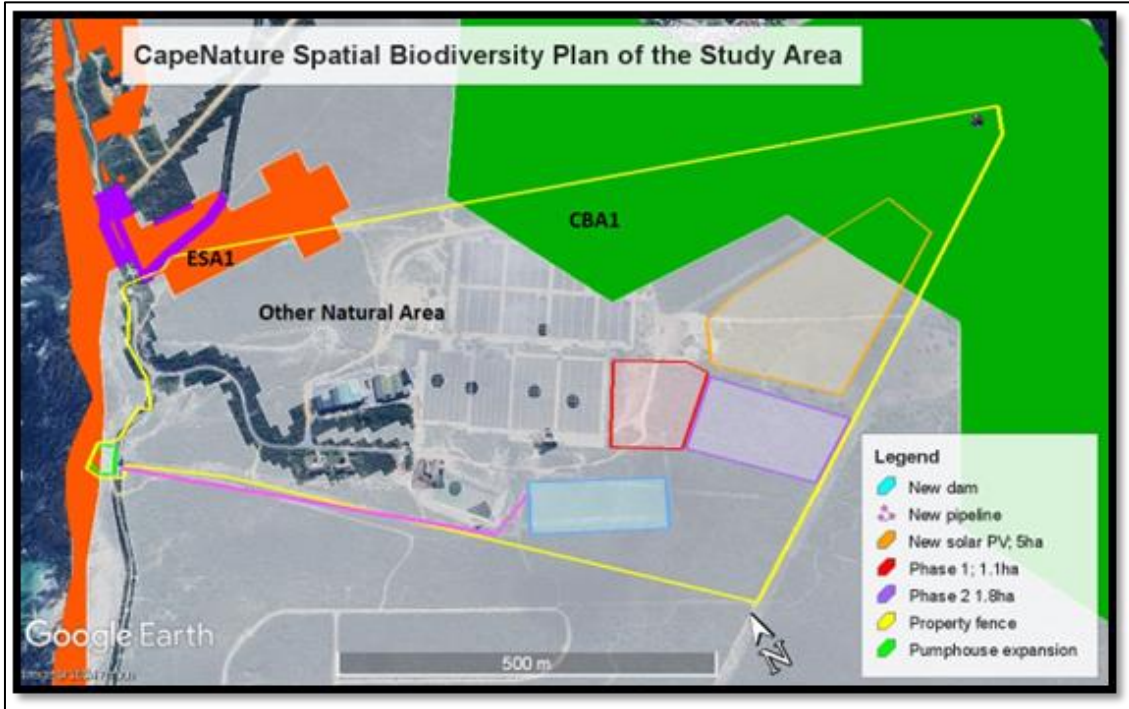 CapeNature Spatial Biodiversity Plan of the Study Area
CBA1
ESA1
Other Natural Area
Legend
New dam
New pipeline
New solar PV; 5ha
Phase 1; 1.1ha
Phase 2 1.8ha
Property fence
Pumphouse expansion
Google Earth
N
500 m